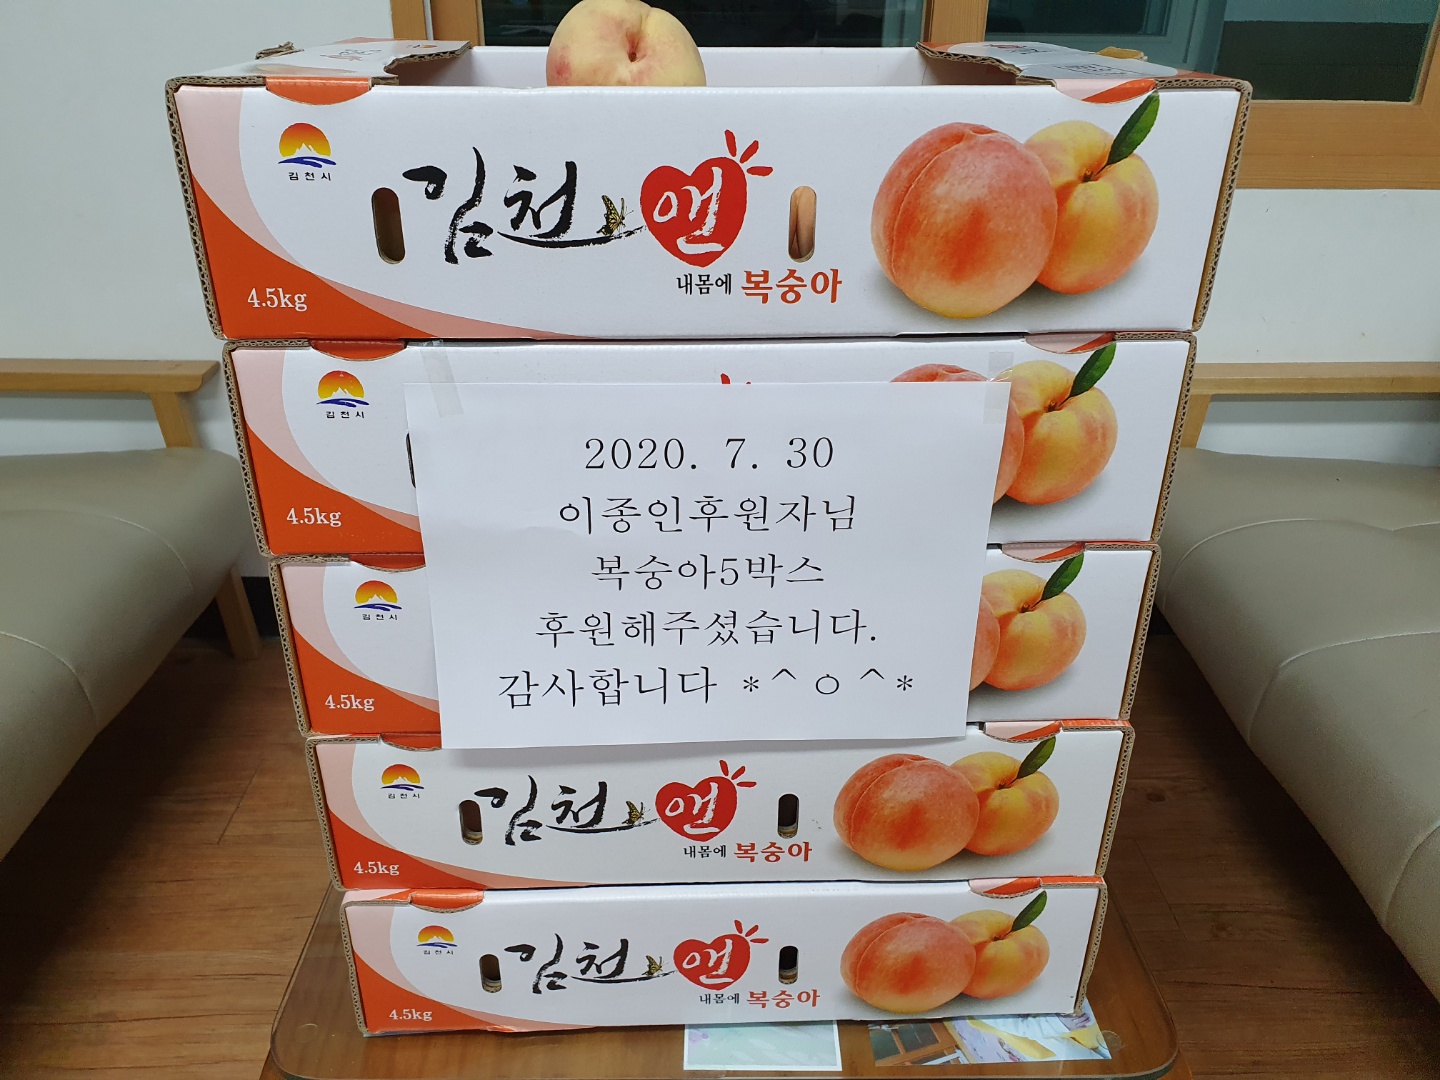 김천시
김천앤
내몸에 복숭아
4.5kg
김천시
4.5kg
2020. 7. 30
이종인후원자님
복숭아5박스
후원해주셨습니다.
감사합니다 *^ㅇ^*
김천시
4.5kg
김천시
김천앤
내몸에 복숭아
4.5kg
김천시
김천앤
내몸에 복숭아
4.5kg